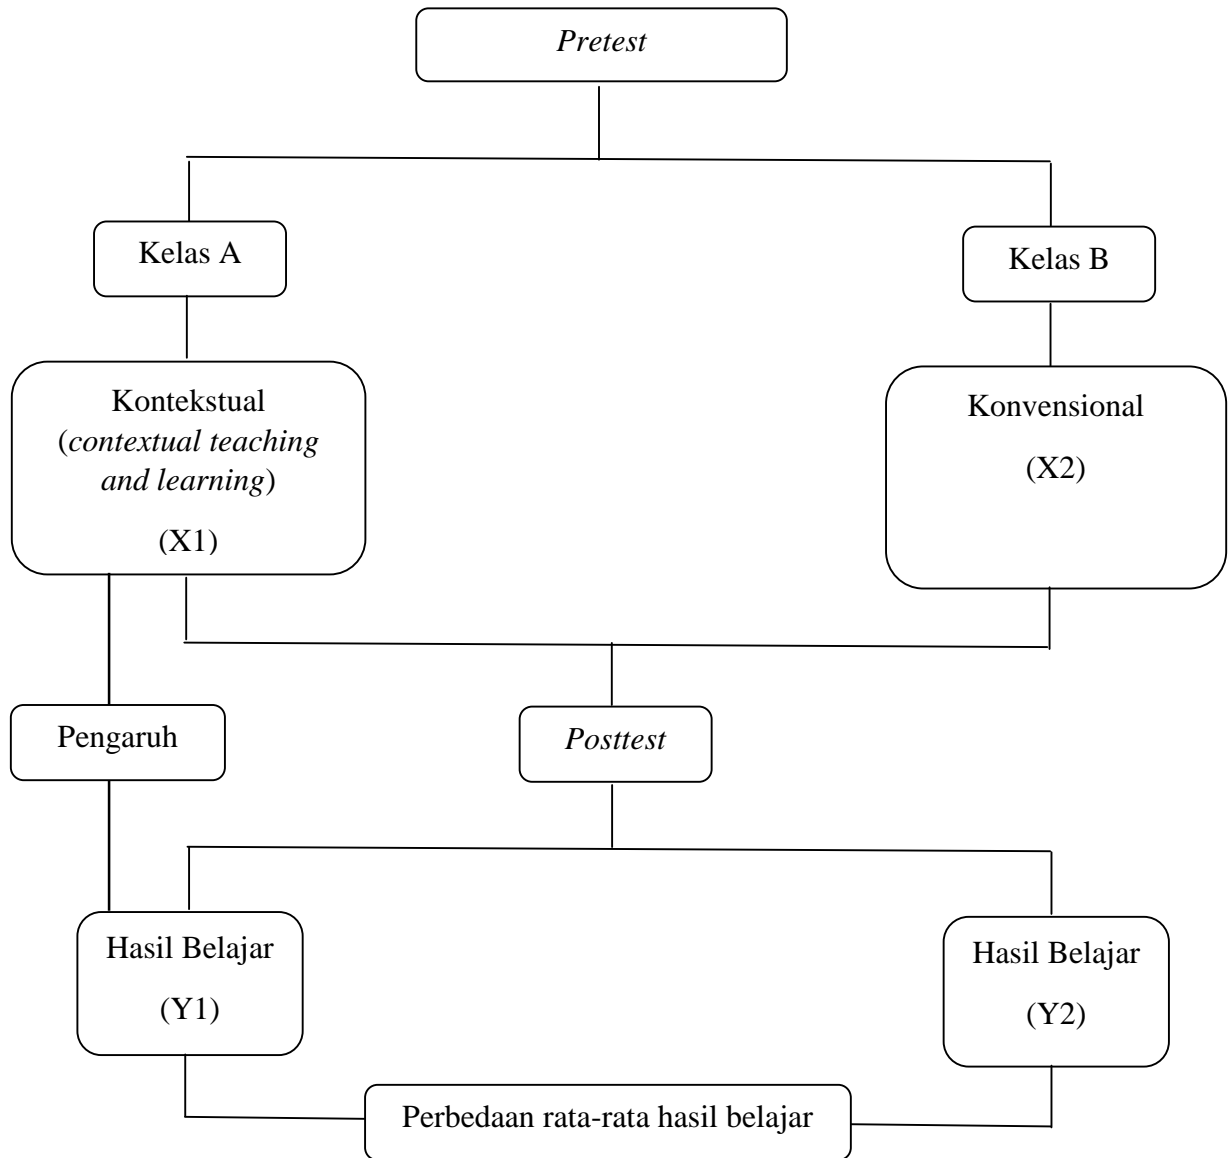 Pretest
Kelas A
Kelas B
Kontekstual
(contextual teaching
and learning)
(X1)
Konvensional
(X2)
Pengaruh
Posttest
Hasil Belajar
(Y1)
Hasil Belajar
(Y2)
Perbedaan rata-rata hasil belajar